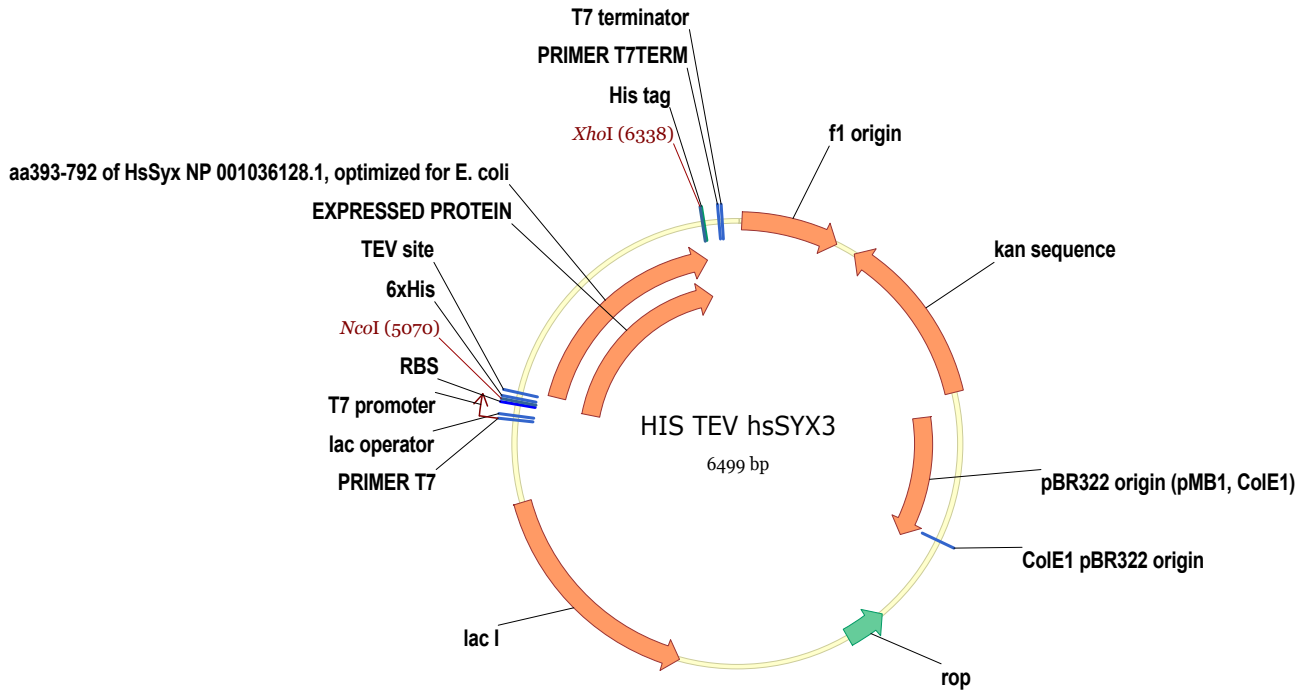 T7 terminator
PRIMER T7TERM
His tag
XhoI (6338)
f1 origin
aa393-792 of HsSyx NP 001036128.1, optimized for E. coli
EXPRESSED PROTEIN
kan sequence
TEV site
6xHis
NcoI (5070)
RBS
T7 promoter
lac operator
PRIMER T7
HIS TEV hsSYX3
6499 bp
pBR322 origin (pMB1, ColE1)
ColE1 pBR322 origin
lac I
rop